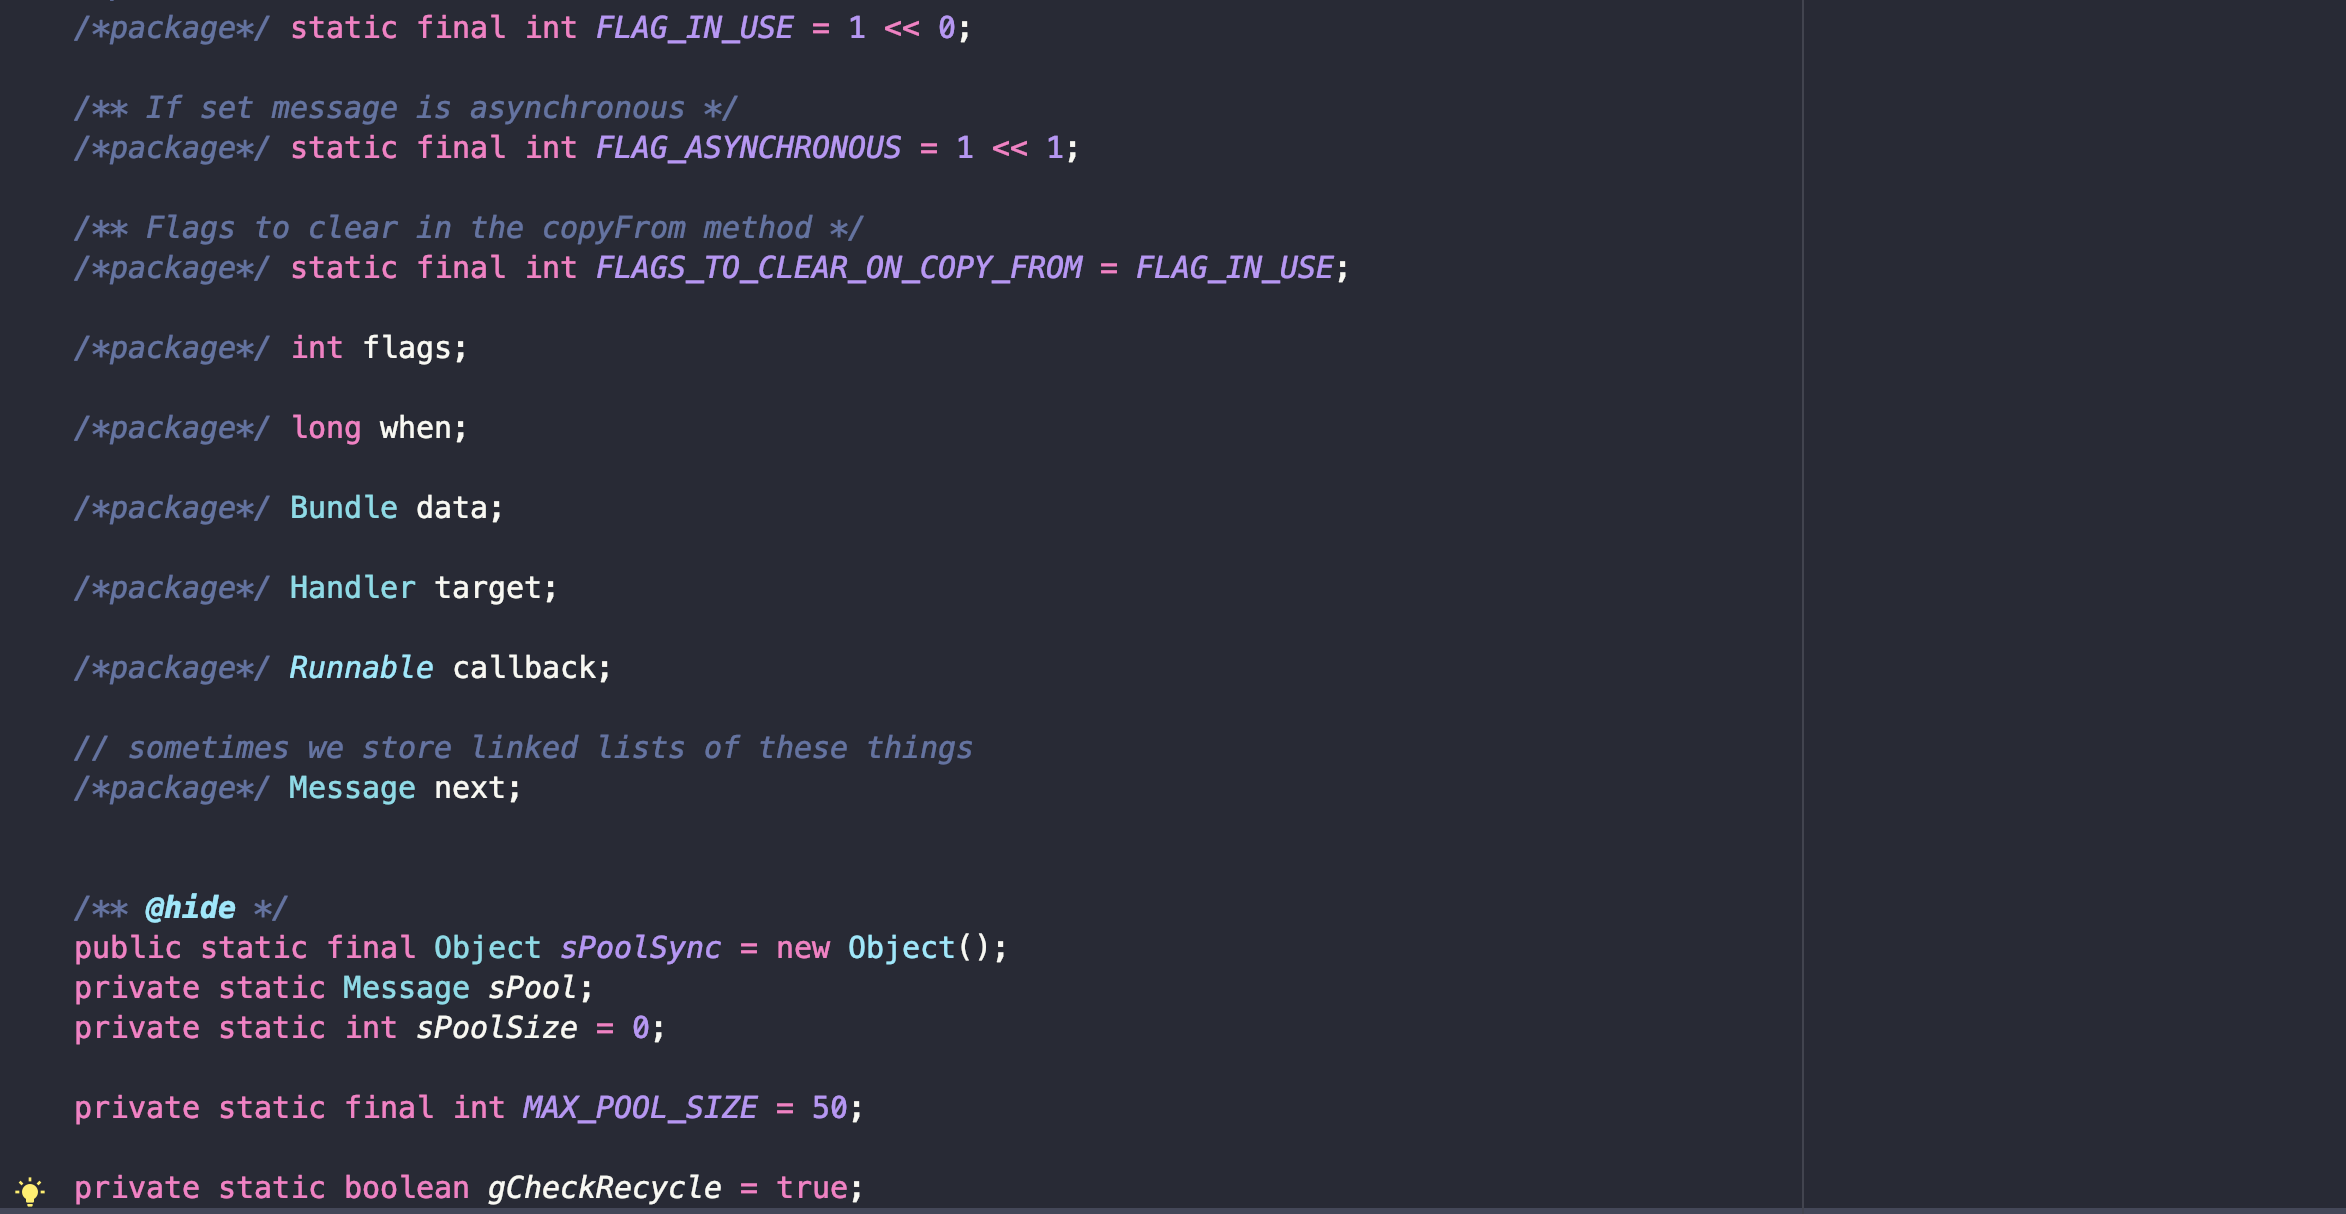 /*package*/ static final int FLAG_IN_USE = 1 << 0;
/** If set message is asynchronous */
/*package*/ static final int FLAG_ASYNCHRONOUS = 1 << 1;
/** Flags to clear in the copyFrom method */
/*package*/ static final int FLAGS_TO_CLEAR_ON_COPY_FROM = FLAG_IN_USE;
/*package*/ int flags;
/*package*/ long when;
/*package*/ Bundle data;
/*package*/ Handler target;
/*package*/ Runnable callback;
// sometimes we store linked lists of these things
/*package*/ Message next;
/** @hide */
public static final Object sPoolSync = new Object();
private static Message sPool;
private static int sPoolSize = 0;
private static final int MAX_POOL_SIZE = 50;
private static boolean gCheckRecycle = true;